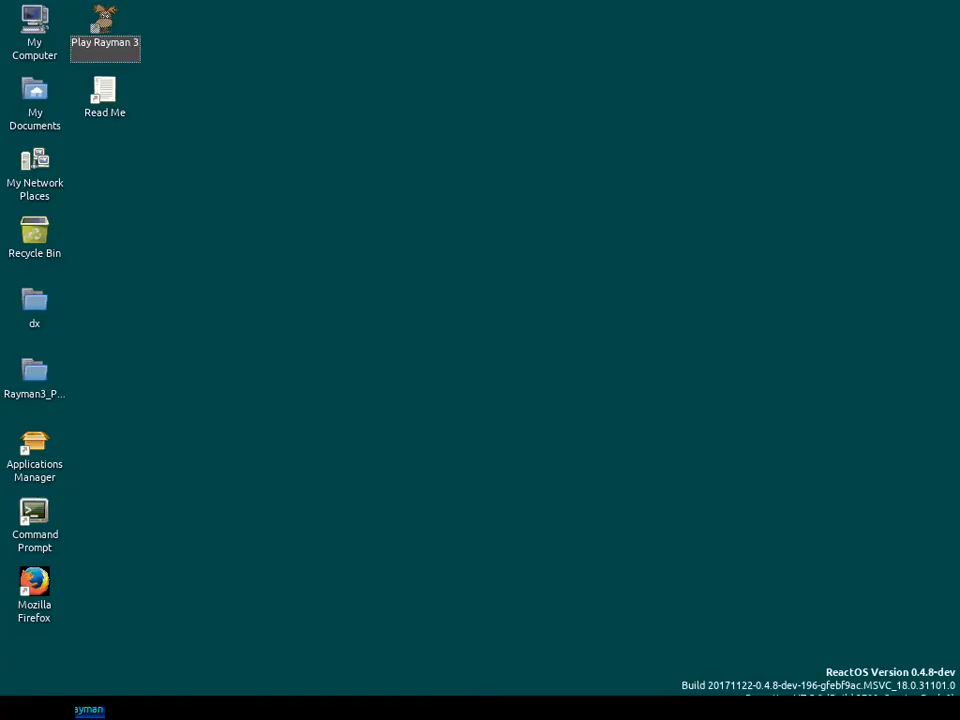 My
Computer
Play Rayman 3
My
Documents
Read Me
My Network
Places
Recycle Bin
dx
Rayman3_P...
Applications
Manager
Command
Prompt
Mozilla
Firefox
ReactOS Version 0.4.8-dev
Build 20171122-0.4.8-dev-196-gfebf9ac.MSVC_18.0.31101.0
ayman